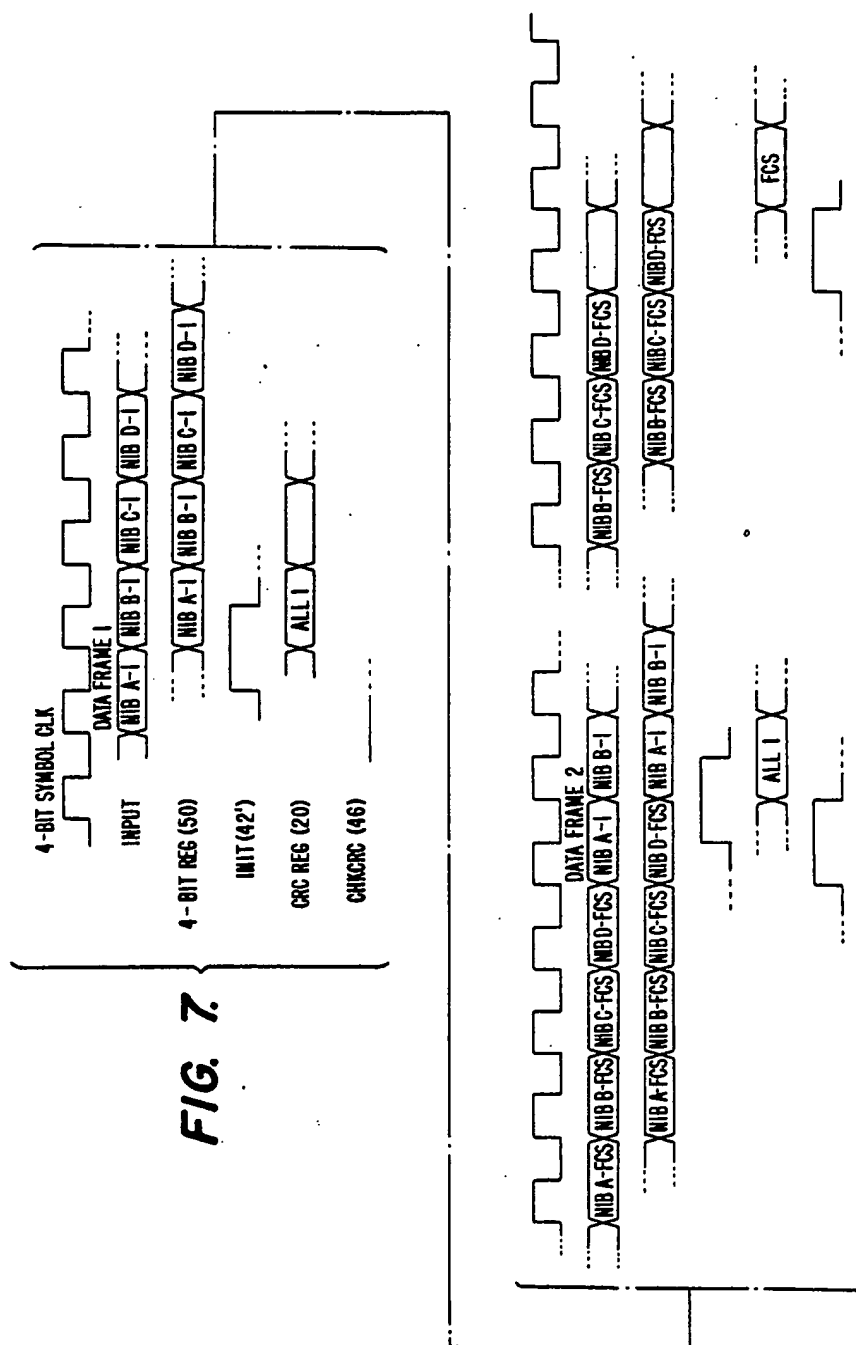 FIG. 7.
4-BIT SYMBOL CLK
DATA FRAME 1
INPUT NIB A-1 NIB B-1 NIB C-1 NIB D-1
4-BIT REG (50) NIB A-1 NIB B-1 NIB C-1 NIB D-1
INIT (42')
CRC REG (20) ALL 1
CHKCRC (46)
DATA FRAME 2
NIB A-FCS NIB B-FCS NIB C-FCS NIB D-FCS NIB A-1 NIB B-1
NIB A-FCS NIB B-FCS NIB C-FCS NIB D-FCS NIB A-1 NIB B-1
ALL 1
NIB B-FCS NIB C-FCS NIB D-FCS
NIB B-FCS NIB C-FCS NIB D-FCS
FCS